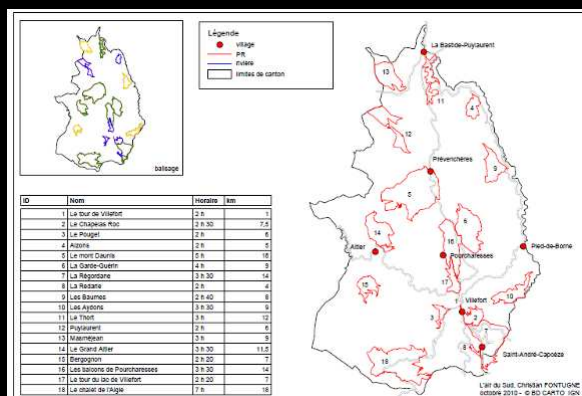 Légende
village
PR
rivière
limites de canton
balisage
ID Nom Horaire km
1 Le tour de Villefort 2 h 1
2 Le Chapelas Roc 2 h 30 7,5
3 Le Pouget 2 h 6
4 Alzons 2 h 5
5 Le mont Daunis 5 h 16
6 La Garde-Guérin 4 h 9
7 La Régordane 3 h 30 14
8 La Redane 2 h 4
9 Les Baumes 2 h 40 8
10 Les Aydons 3 h 30 9
11 Le Thort 3 h 12
12 Puylaurent 2 h 6
13 Masméjean 3 h 9
14 Le Grand Altier 3 h 30 11,5
15 Bergognon 2 h 20 7
16 Les balcons de Pourcharesses 3 h 30 14
17 Le tour du lac de Villefort 2 h 20 7
18 Le chalet de l'Aigle 7 h 18
La Bastide-Puylaurent
13
11
4
12
Prévenchères
9
5
6
14
16
Altier
Pourcharesses
Pied-de-Borne
15
17
10
1 Villefort
3
2
7
8
18
Saint-André-Capcèze
L'air du Sud, Christian FONTUGNE
octobre 2010 - © BD CARTO IGN